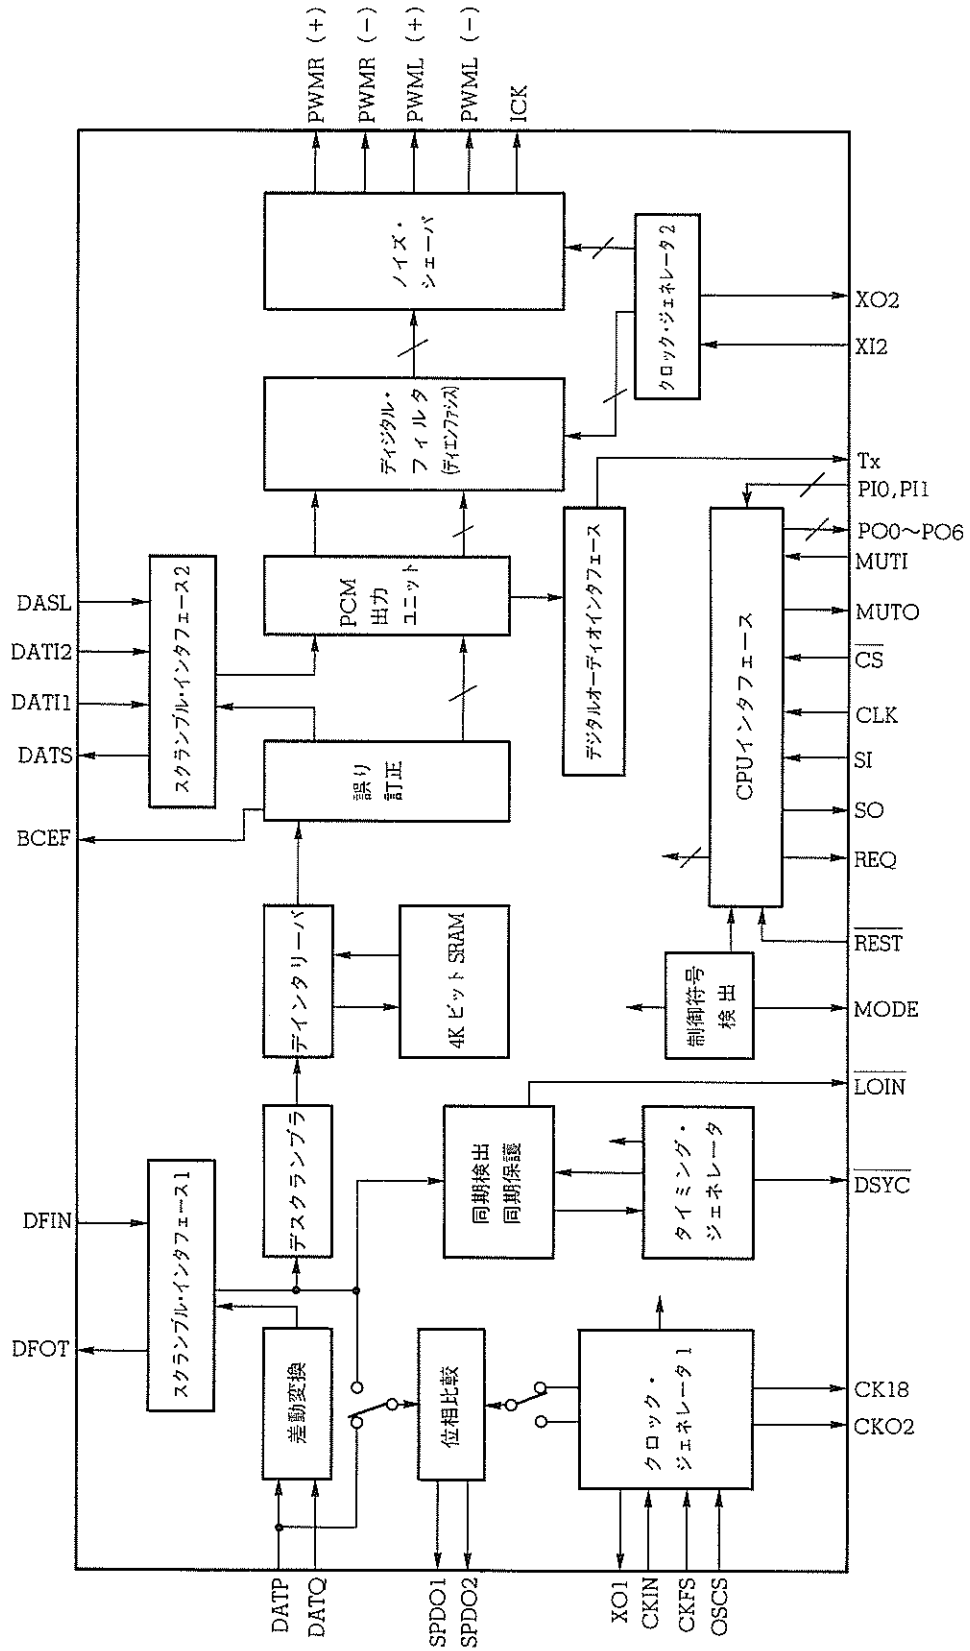 PWMR (+)
PWMR (−)
PWML (+)
PWML (−)
ICK
ノイズ・
シェーパ
クロック・ジェネレータ2
XO2
XI2
ディジタル・
フィルタ
(ディエンファシス)
Tx
PI0,PI1
PO0〜PO6
MUTI
MUTO
CS
CLK
SI
SO
REQ
REST
MODE
LOIN
DSYC
CK18
CKO2
DASL
DATI2
DATI1
DATS
BCEF
スクランブル・インタフェース2
PCM
出力
ユニット
デジタルオーディオインタフェース
CPUインタフェース
誤り
訂正
デインタリーバ
4KビットSRAM
制御符号
検出
デスクランブラ
同期検出
同期保護
タイミング・
ジェネレータ
DFIN
DFOT
スクランブル・インタフェース1
差動変換
位相比較
クロック・
ジェネレータ1
DATP
DATQ
SPDO1
SPDO2
XO1
CKIN
CKFS
OSCS